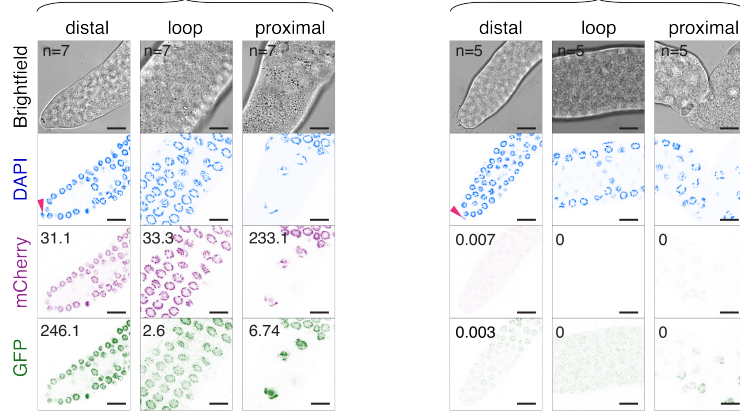 distal loop proximal distal loop proximal
Brightfield n=7 n=7 n=7 n=5 n=5 n=5
DAPI
mCherry 31.1 33.3 233.1 0.007 0 0
GFP 246.1 2.6 6.74 0.003 0 0